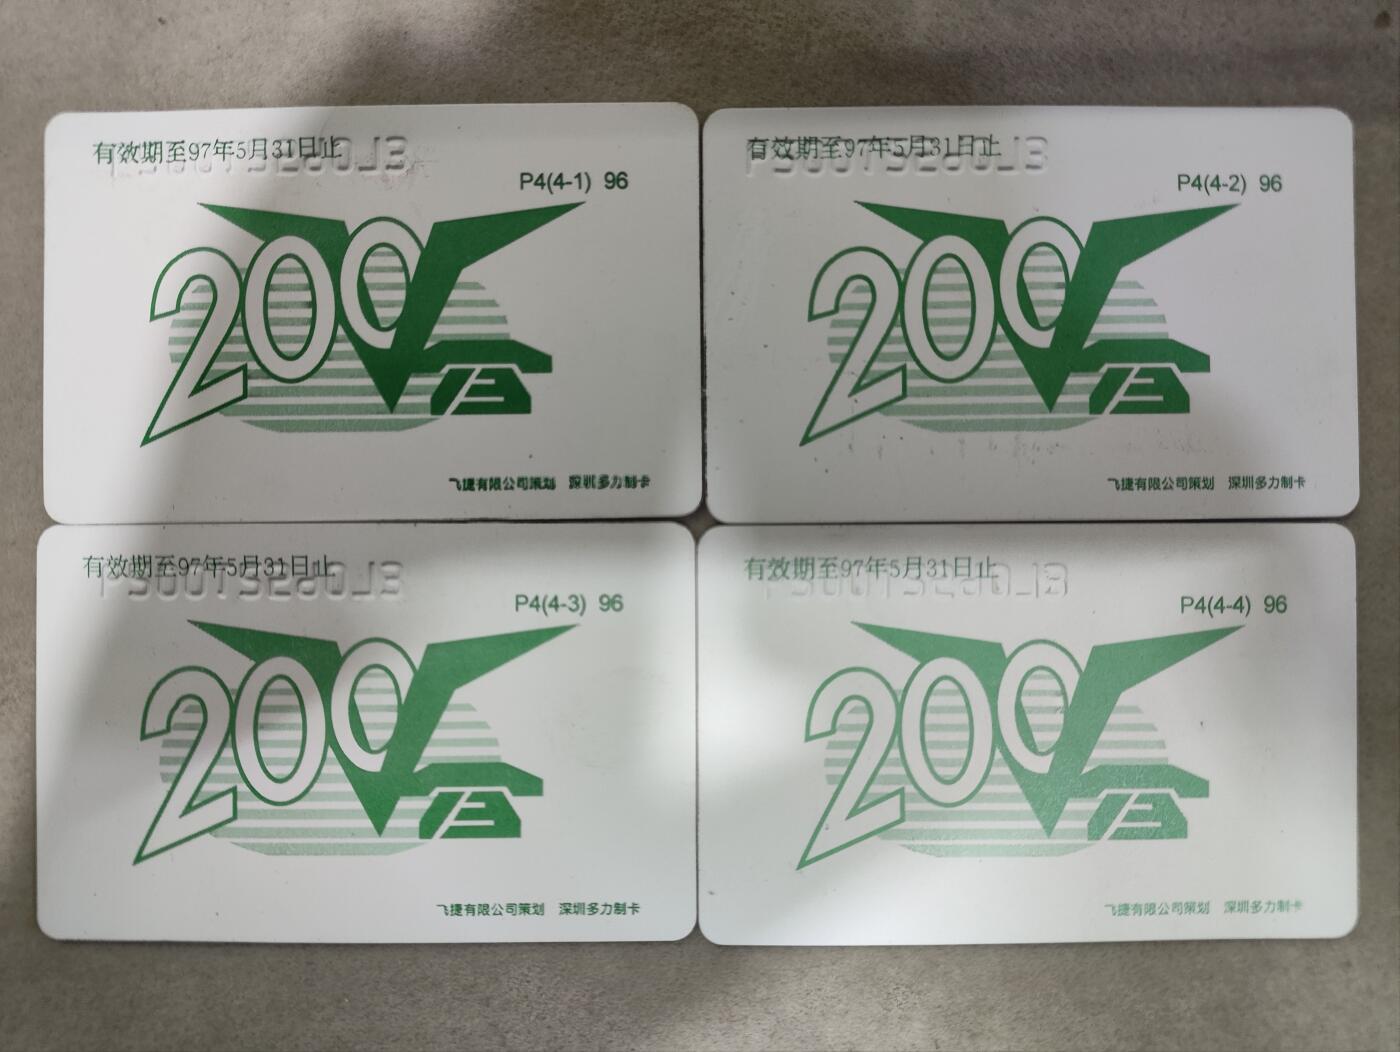 有效期至97年5月31日止
P4(4-1) 96
200
飞捷有限公司策划 深圳多力制卡
有效期至97年5月31日止
P4(4-2) 96
200
飞捷有限公司策划 深圳多力制卡
有效期至97年5月31日止
P4(4-3) 96
200
飞捷有限公司策划 深圳多力制卡
有效期至97年5月31日止
P4(4-4) 96
200
飞捷有限公司策划 深圳多力制卡